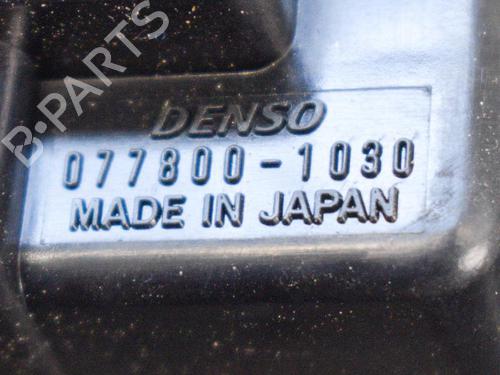 B-PARTS
DENSO
077800-1030
MADE IN JAPAN